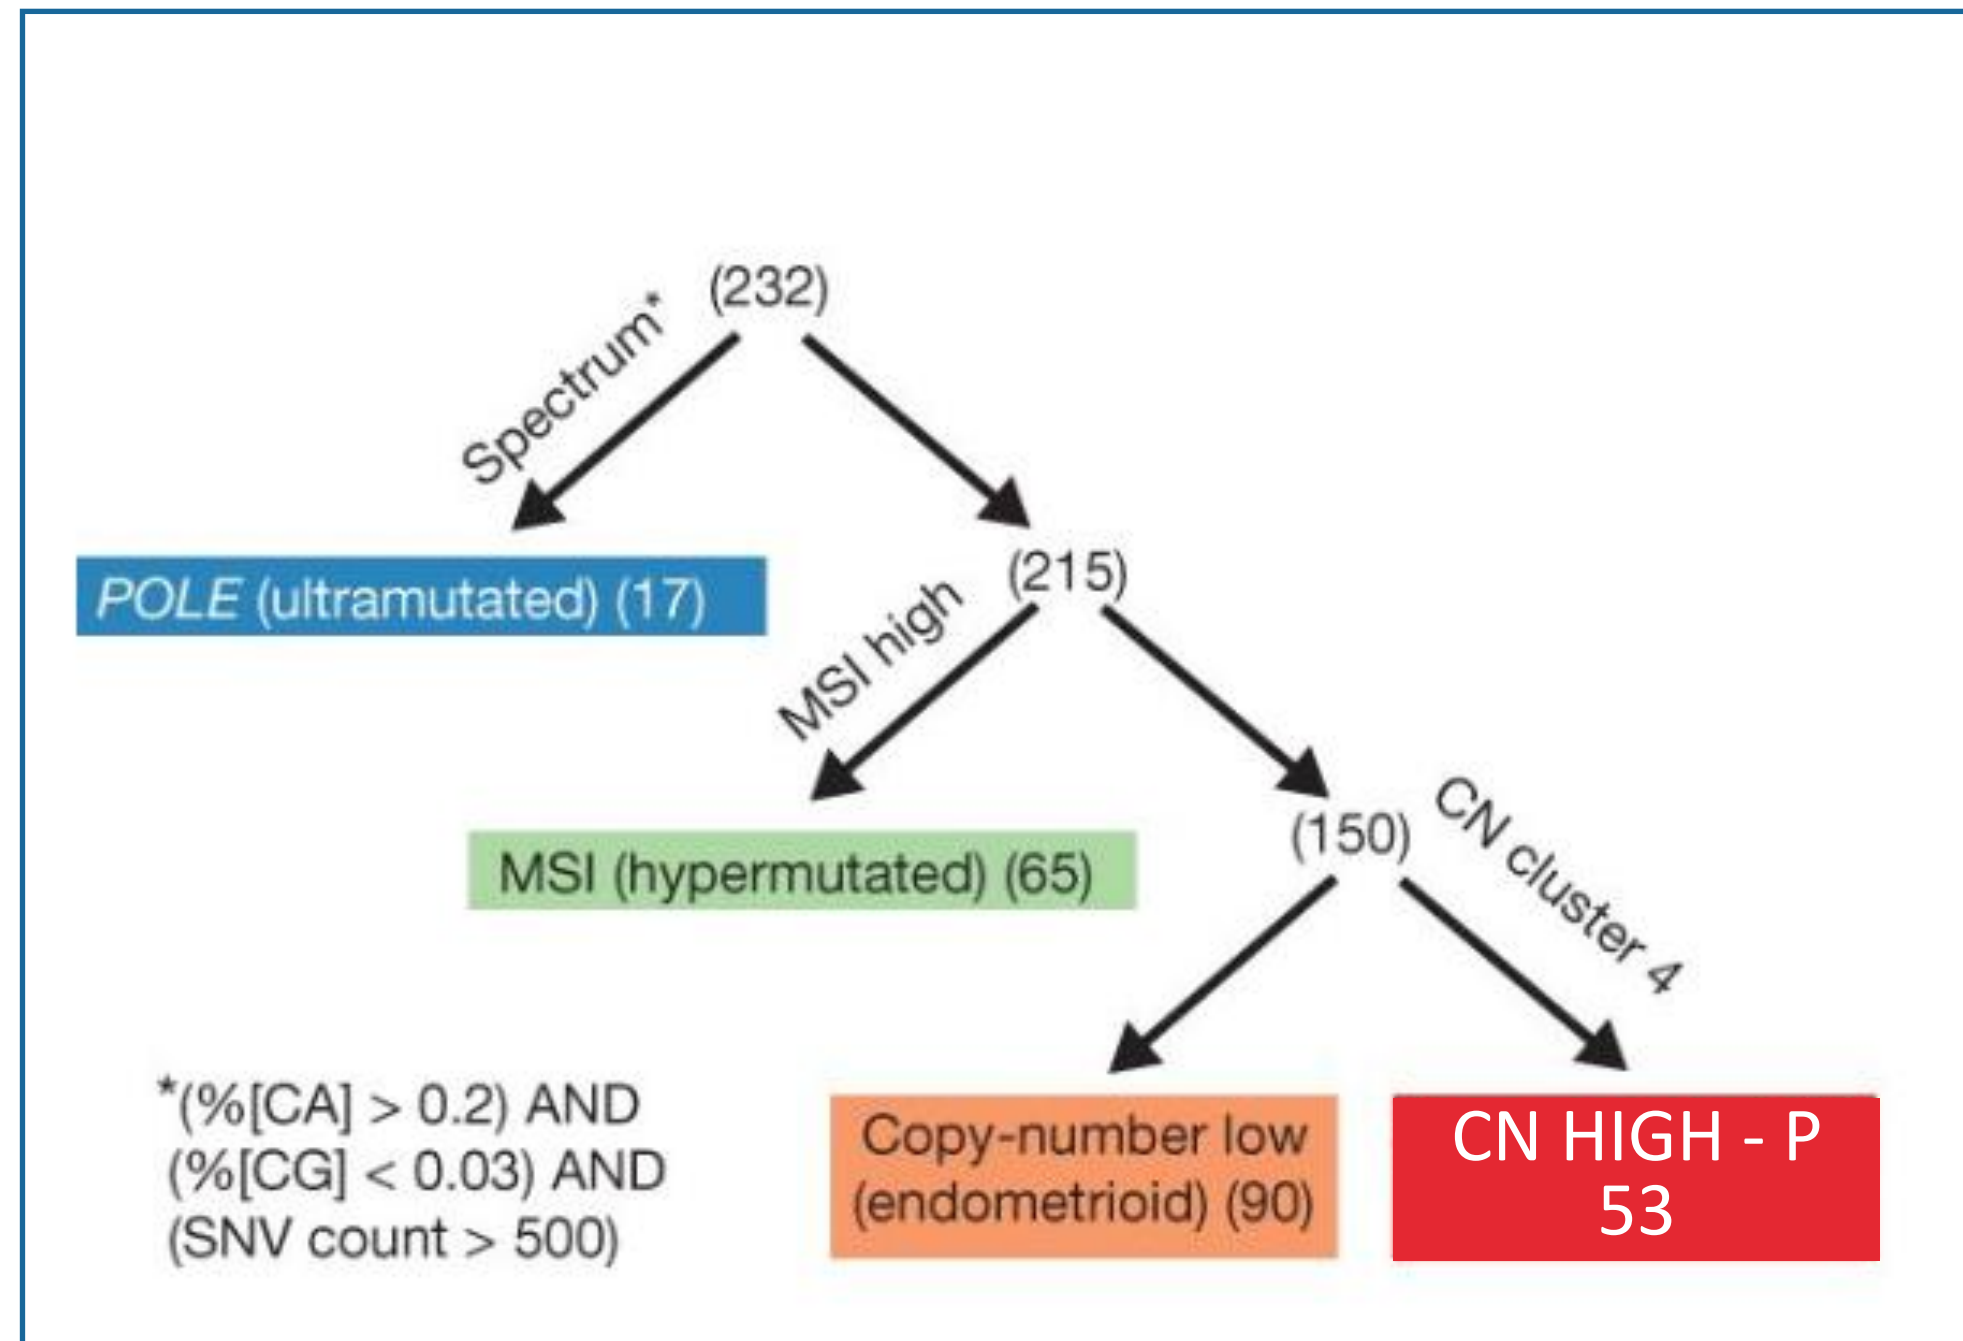 (232)
Spectrum*
POLE (ultramutated) (17)
(215)
MSI high
MSI (hypermutated) (65)
(150)
CN cluster 4
Copy-number low
(endometrioid) (90)
CN HIGH - P
53
*(%[CA] > 0.2) AND
(%[CG] < 0.03) AND
(SNV count > 500)